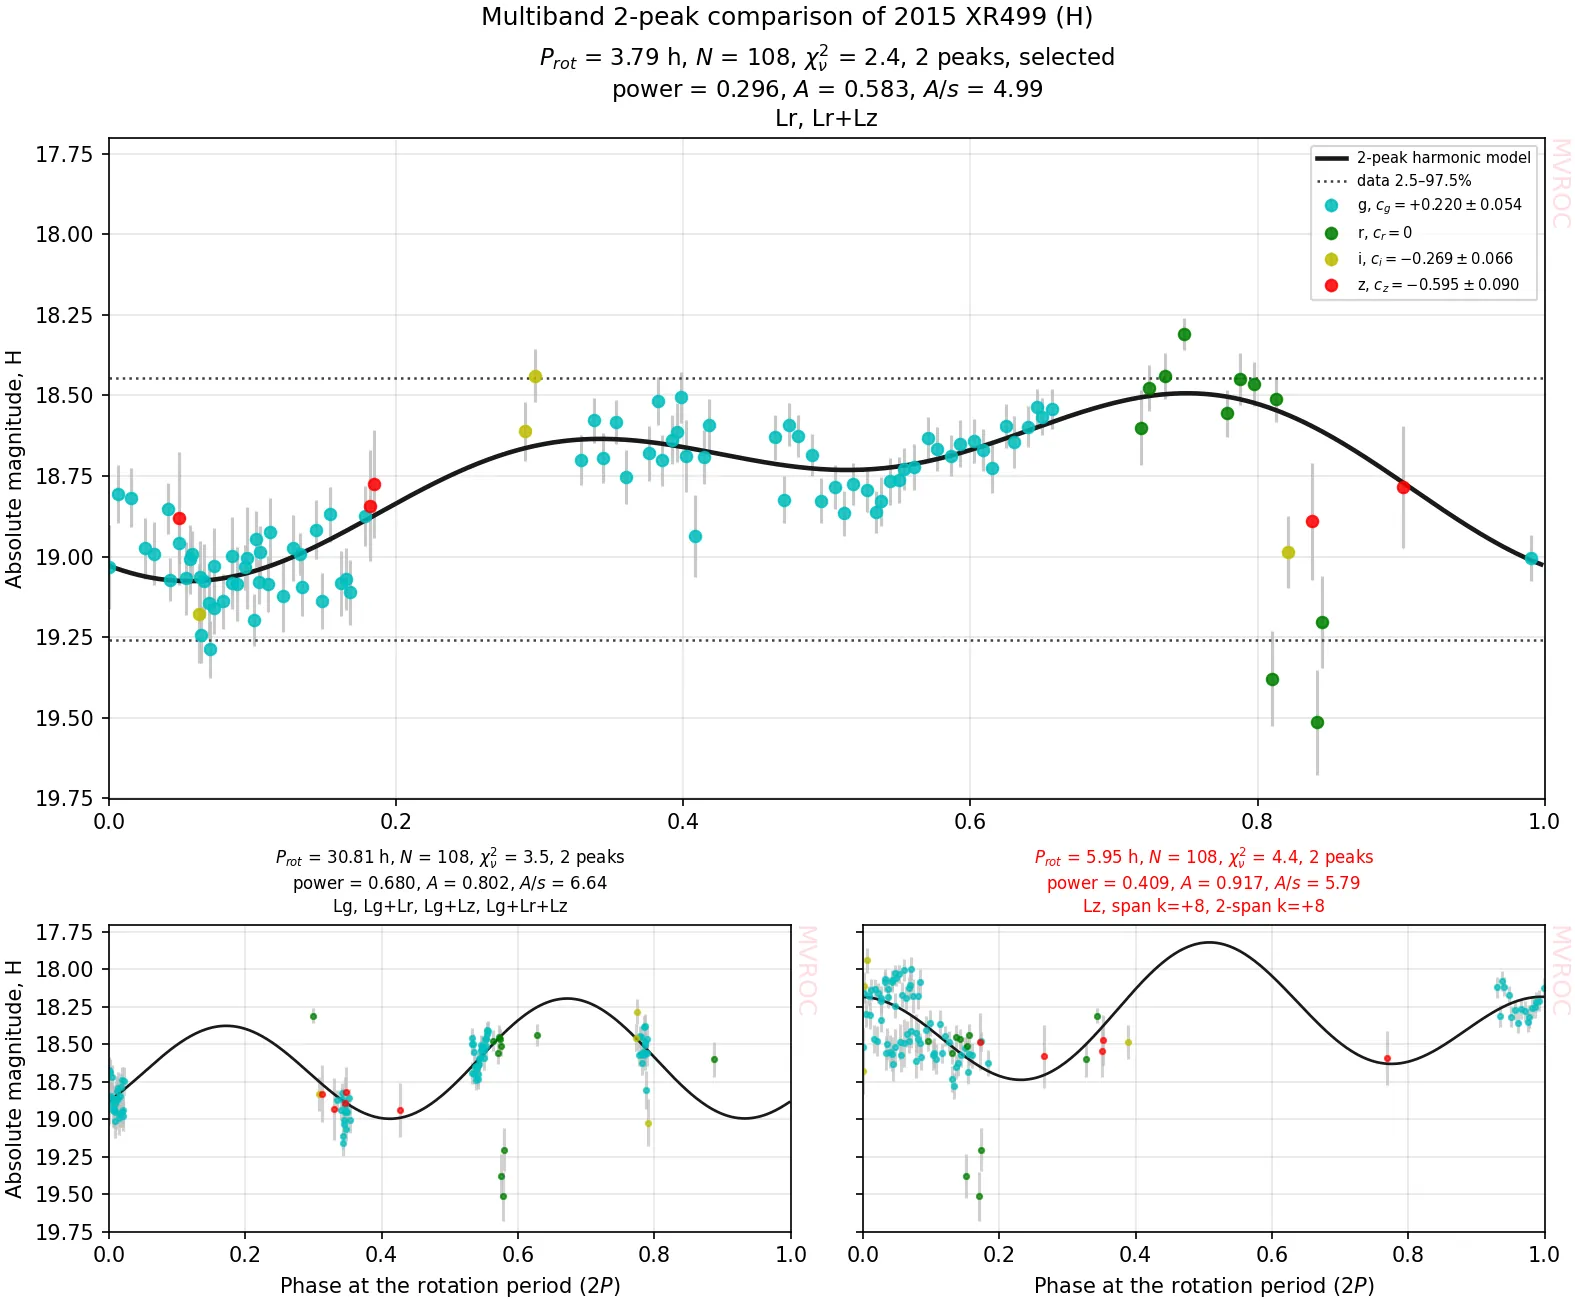 Multiband 2-peak comparison of 2015 XR499 (H)
P_rot = 3.79 h, N = 108, χ²_ν = 2.4, 2 peaks, selected
power = 0.296, A = 0.583, A/s = 4.99
Lr, Lr+Lz
17.75
18.00
18.25
18.50
18.75
19.00
19.25
19.50
19.75
Absolute magnitude, H
2-peak harmonic model
data 2.5–97.5%
g, c_g = +0.220 ± 0.054
r, c_r = 0
i, c_i = −0.269 ± 0.066
z, c_z = −0.595 ± 0.090
MVROC
0.0 0.2 0.4 0.6 0.8 1.0
P_rot = 30.81 h, N = 108, χ²_ν = 3.5, 2 peaks
power = 0.680, A = 0.802, A/s = 6.64
Lg, Lg+Lr, Lg+Lz, Lg+Lr+Lz
17.75
18.00
18.25
18.50
18.75
19.00
19.25
19.50
19.75
Absolute magnitude, H
MVROC
0.0 0.2 0.4 0.6 0.8 1.0
Phase at the rotation period (2P)
P_rot = 5.95 h, N = 108, χ²_ν = 4.4, 2 peaks
power = 0.409, A = 0.917, A/s = 5.79
Lz, span k=+8, 2-span k=+8
MVROC
0.0 0.2 0.4 0.6 0.8 1.0
Phase at the rotation period (2P)